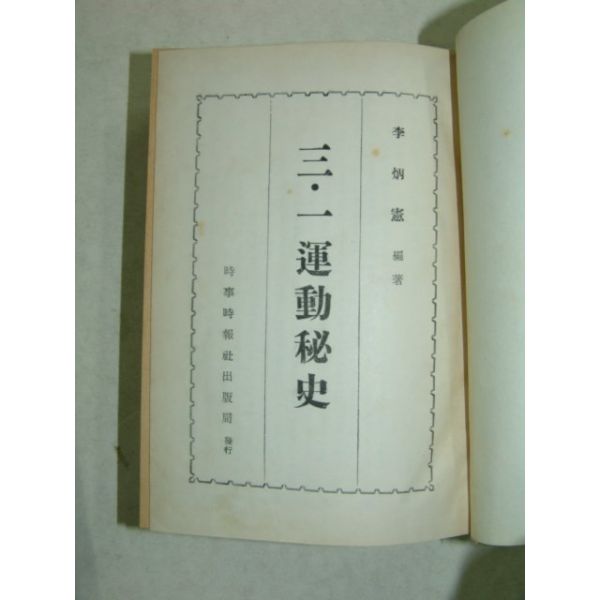 李炳憲 編著
三·一運動秘史
時事時報社出版局 發行